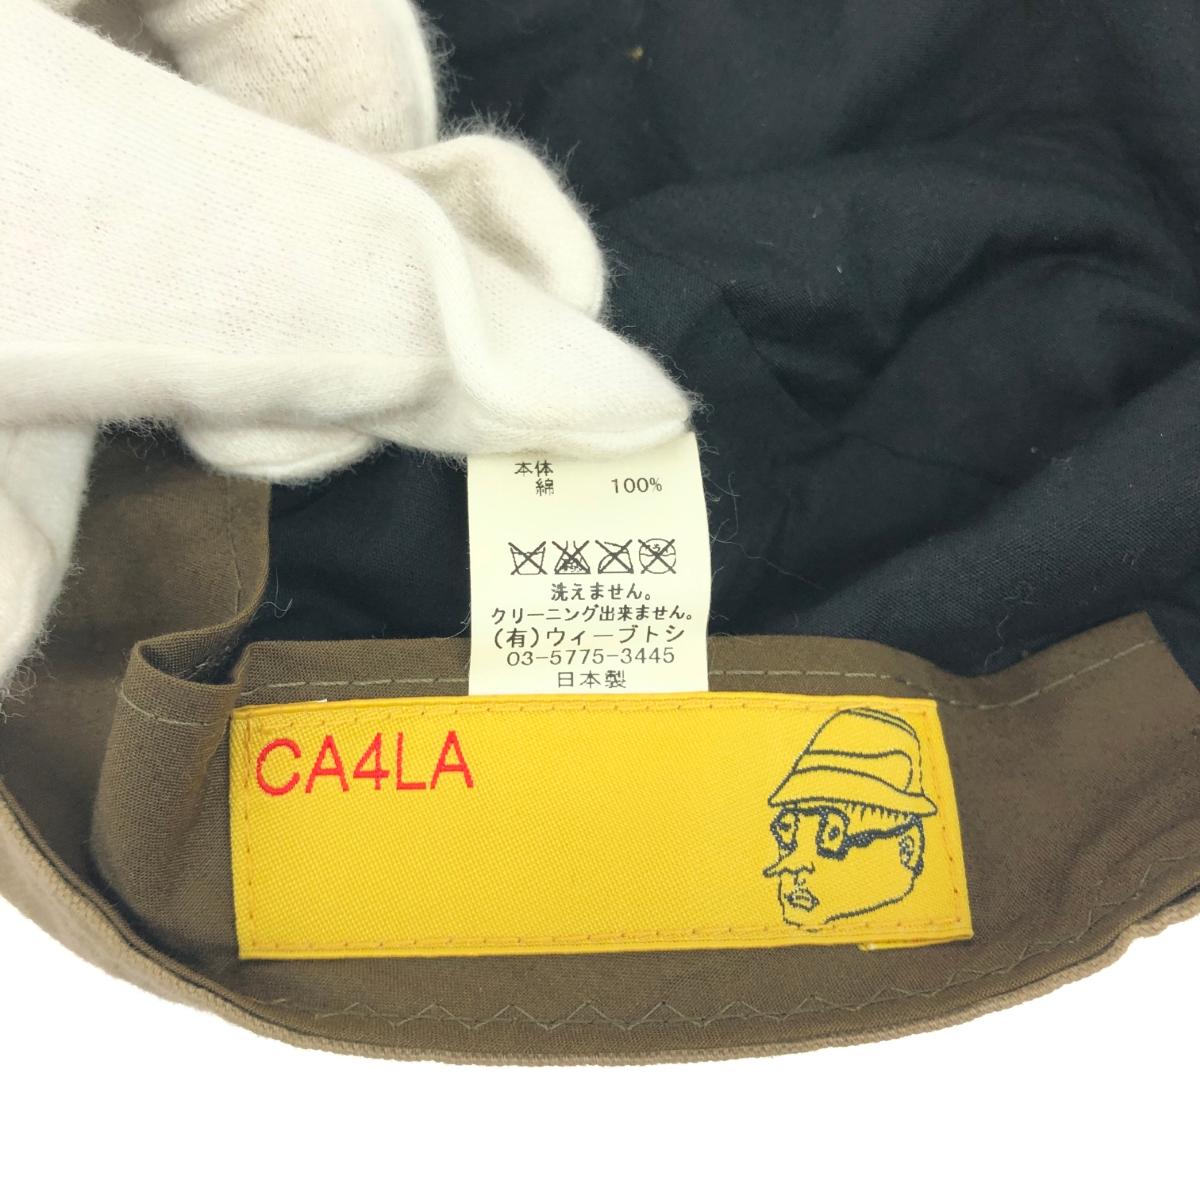 本体
綿 100%
洗えません。
クリーニング出来ません。
(有)ウィーブトシ
03-5775-3445
日本製
CA4LA